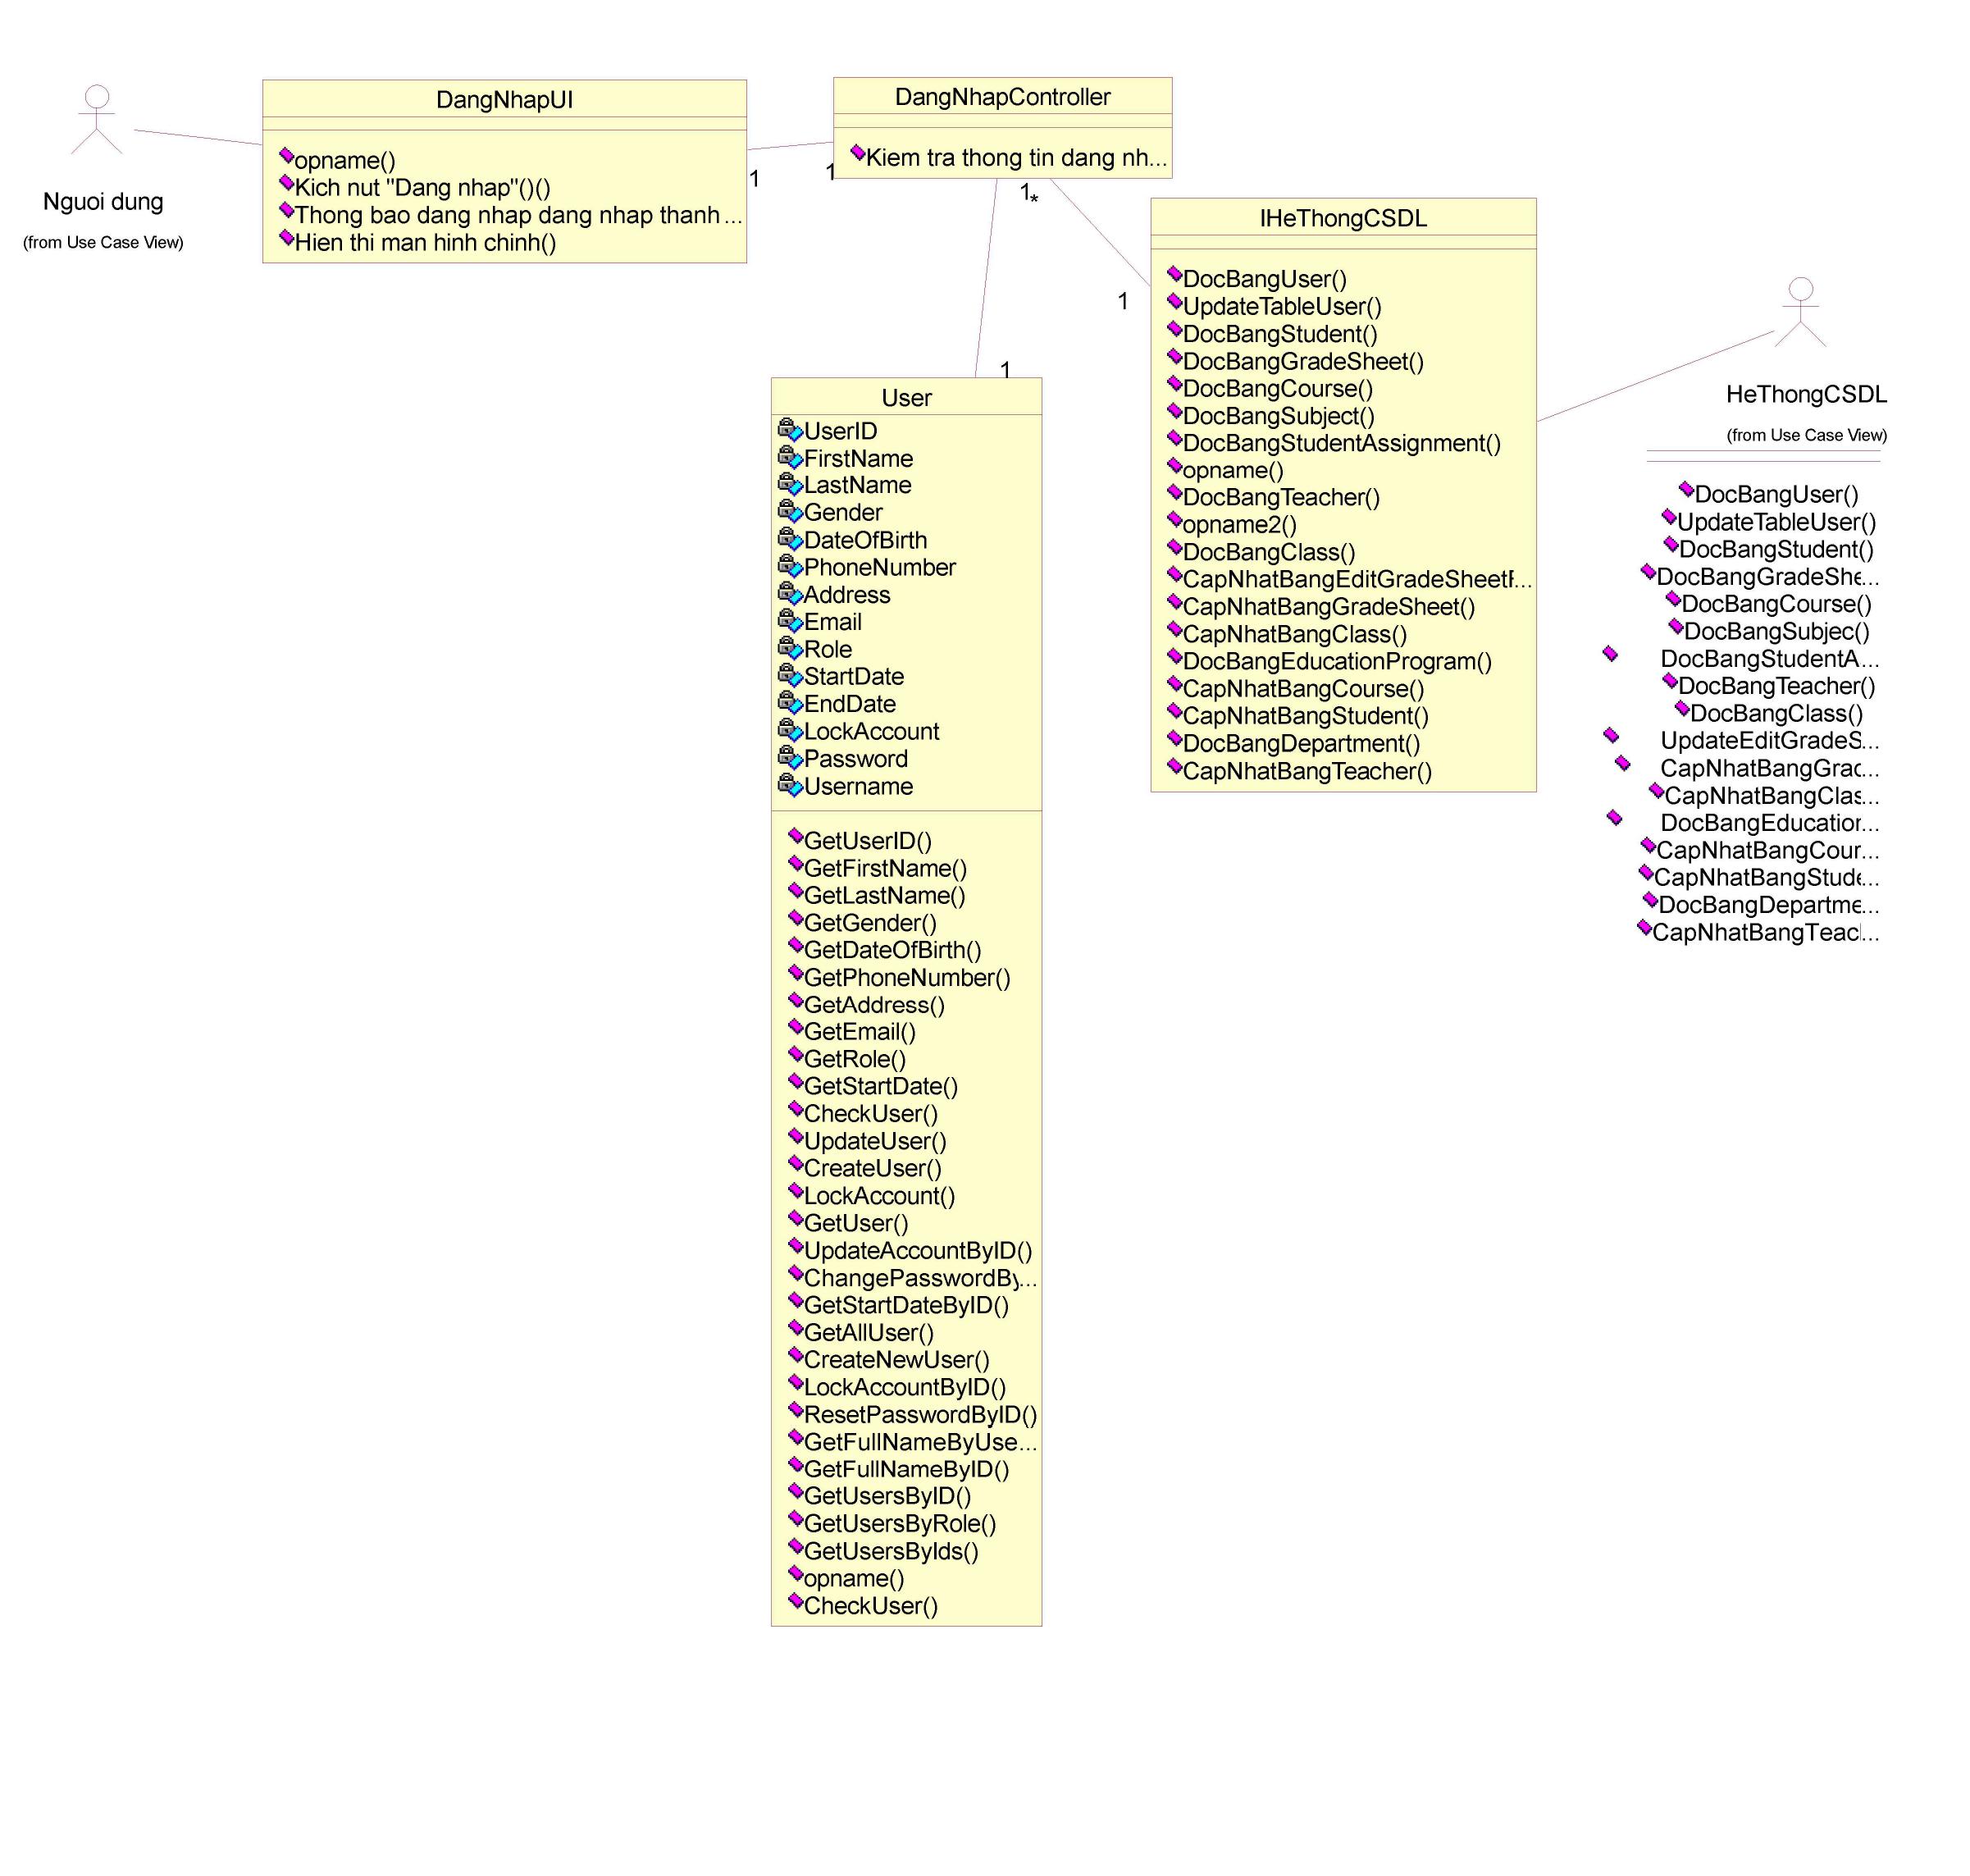 Nguoi dung
(from Use Case View)
DangNhapUI
opname()
Kich nut "Dang nhap"()()
Thong bao dang nhap dang nhap thanh ...
Hien thi man hinh chinh()
1
1
DangNhapController
Kiem tra thong tin dang nh...
1
*
1
1
IHeThongCSDL
DocBangUser()
UpdateTableUser()
DocBangStudent()
DocBangGradeSheet()
DocBangCourse()
DocBangSubject()
DocBangStudentAssignment()
opname()
DocBangTeacher()
opname2()
DocBangClass()
CapNhatBangEditGradeSheetF...
CapNhatBangGradeSheet()
CapNhatBangClass()
DocBangEducationProgram()
CapNhatBangCourse()
CapNhatBangStudent()
DocBangDepartment()
CapNhatBangTeacher()
HeThongCSDL
(from Use Case View)
DocBangUser()
UpdateTableUser()
DocBangStudent()
DocBangGradeShe...
DocBangCourse()
DocBangSubjec()
DocBangStudentA...
DocBangTeacher()
DocBangClass()
UpdateEditGradeS...
CapNhatBangGrac...
CapNhatBangClas...
DocBangEducation...
CapNhatBangCour...
CapNhatBangStude...
DocBangDepartme...
CapNhatBangTeacl...
User
UserID
FirstName
LastName
Gender
DateOfBirth
PhoneNumber
Address
Email
Role
StartDate
EndDate
LockAccount
Password
Username
GetUserID()
GetFirstName()
GetLastName()
GetGender()
GetDateOfBirth()
GetPhoneNumber()
GetAddress()
GetEmail()
GetRole()
GetStartDate()
CheckUser()
UpdateUser()
CreateUser()
LockAccount()
GetUser()
UpdateAccountByID()
ChangePasswordBy...
GetStartDateByID()
GetAllUser()
CreateNewUser()
LockAccountByID()
ResetPasswordByID()
GetFullNameByUse...
GetFullNameByID()
GetUsersByID()
GetUsersByRole()
GetUsersByIds()
opname()
CheckUser()